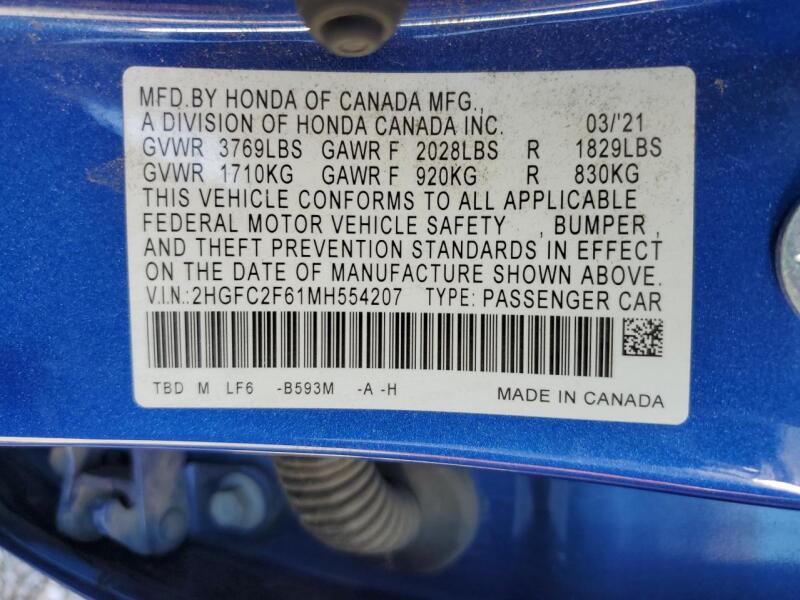 MFD.BY HONDA OF CANADA MFG.,
A DIVISION OF HONDA CANADA INC. 03/'21
GVWR 3769LBS GAWR F 2028LBS R 1829LBS
GVWR 1710KG GAWR F 920KG R 830KG
THIS VEHICLE CONFORMS TO ALL APPLICABLE
FEDERAL MOTOR VEHICLE SAFETY , BUMPER ,
AND THEFT PREVENTION STANDARDS IN EFFECT
ON THE DATE OF MANUFACTURE SHOWN ABOVE.
V.I.N.:2HGFC2F61MH554207 TYPE: PASSENGER CAR
TBD M LF6 -B593M -A -H MADE IN CANADA